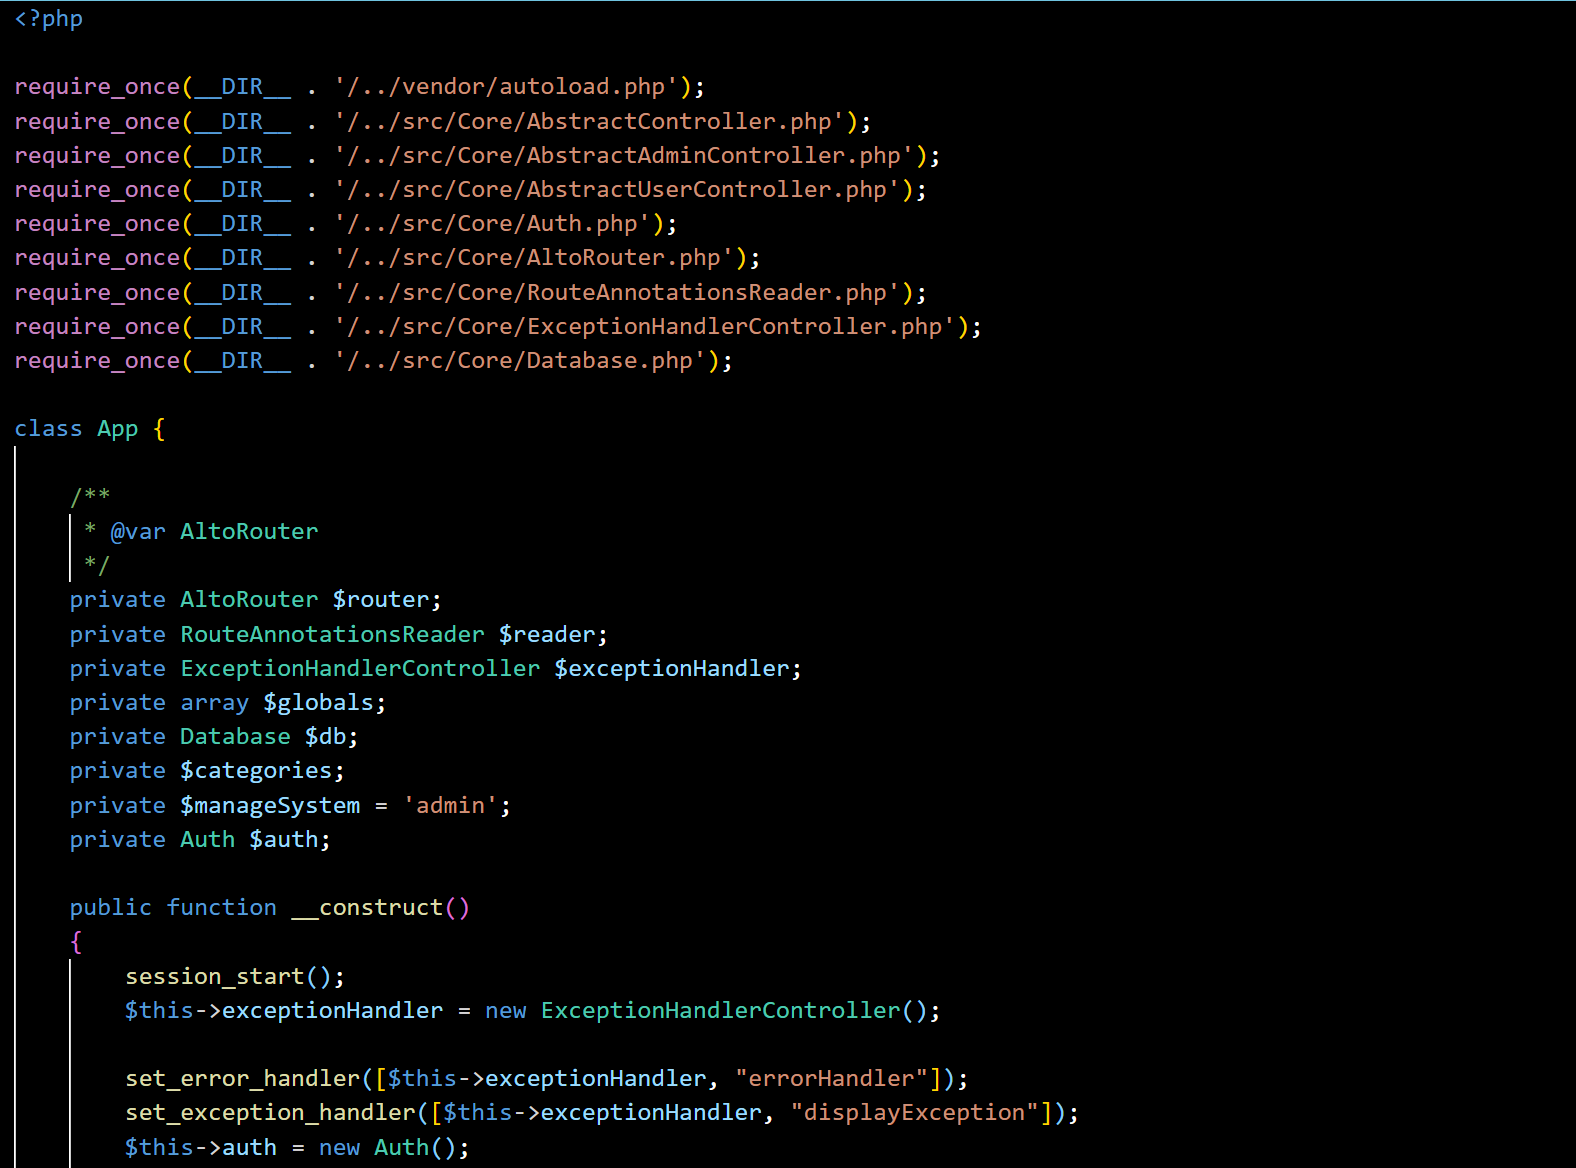 <?php

require_once(__DIR__ . '/../vendor/autoload.php');
require_once(__DIR__ . '/../src/Core/AbstractController.php');
require_once(__DIR__ . '/../src/Core/AbstractAdminController.php');
require_once(__DIR__ . '/../src/Core/AbstractUserController.php');
require_once(__DIR__ . '/../src/Core/Auth.php');
require_once(__DIR__ . '/../src/Core/AltoRouter.php');
require_once(__DIR__ . '/../src/Core/RouteAnnotationsReader.php');
require_once(__DIR__ . '/../src/Core/ExceptionHandlerController.php');
require_once(__DIR__ . '/../src/Core/Database.php');

class App {

    /**
     * @var AltoRouter
     */
    private AltoRouter $router;
    private RouteAnnotationsReader $reader;
    private ExceptionHandlerController $exceptionHandler;
    private array $globals;
    private Database $db;
    private $categories;
    private $manageSystem = 'admin';
    private Auth $auth;

    public function __construct()
    {
        session_start();
        $this->exceptionHandler = new ExceptionHandlerController();

        set_error_handler([$this->exceptionHandler, "errorHandler"]);
        set_exception_handler([$this->exceptionHandler, "displayException"]);
        $this->auth = new Auth();